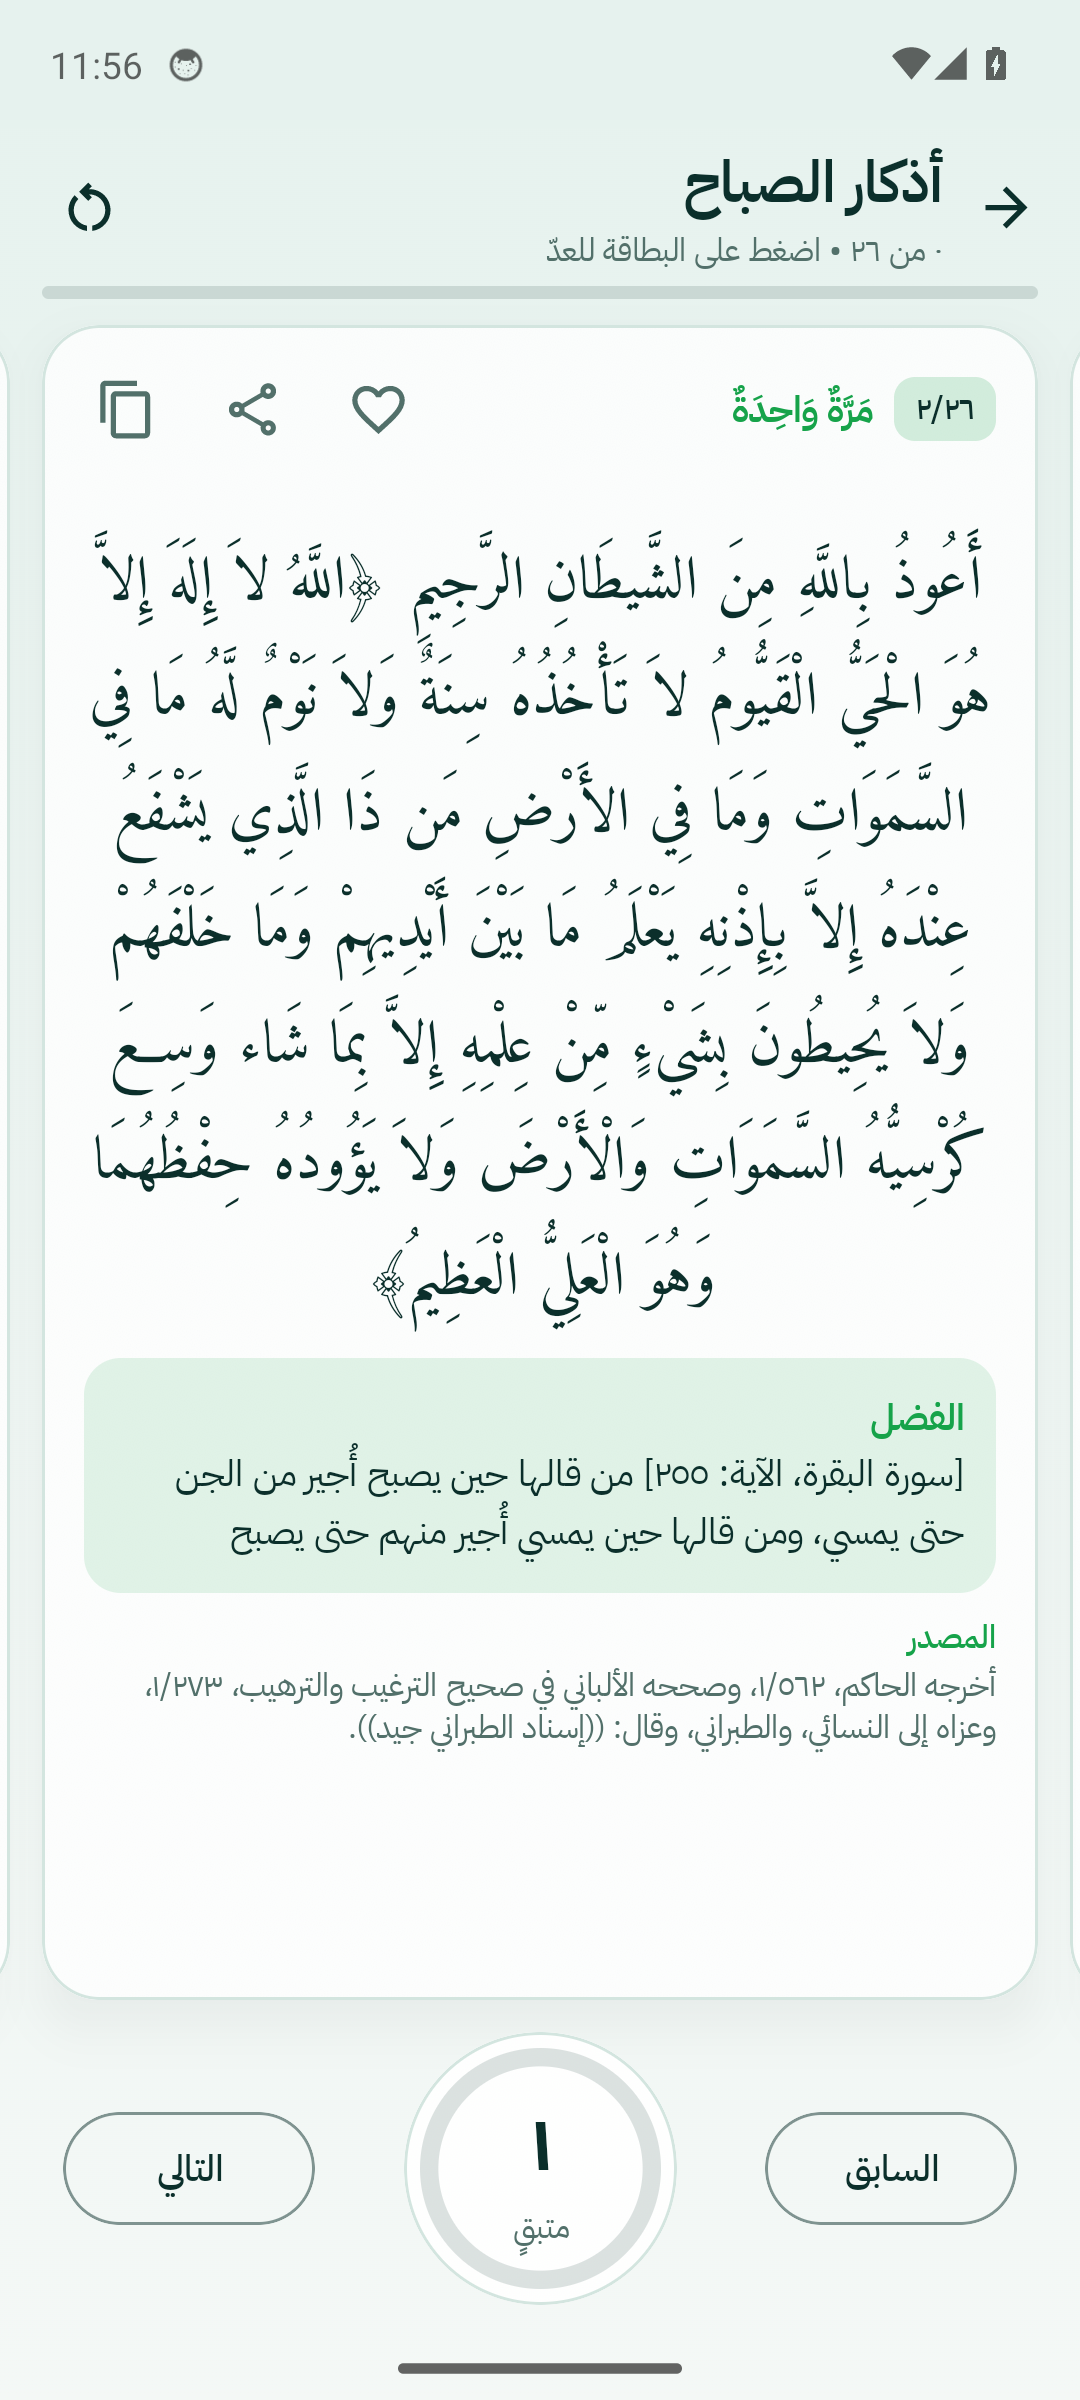 11:56
أذكار الصباح
٠ من ٢٦ • اضغط على البطاقة للعدّ
٢/٢٦
مَرَّةٌ وَاحِدَةٌ
أَعُوذُ بِاللَّهِ مِنَ الشَّيطَانِ الرَّجِيمِ ﴿اللَّهُ لاَ إِلَهَ إِلاَّ
هُوَ الْحَيُّ الْقَيُّومُ لاَ تَأْخُذُهُ سِنَةٌ وَلاَ نَوْمٌ لَّهُ مَا فِي
السَّمَوَاتِ وَمَا فِي الأَرْضِ مَن ذَا الَّذِي يَشْفَعُ
عِنْدَهُ إِلاَّ بِإِذْنِهِ يَعْلَمُ مَا بَيْنَ أَيْدِيهِمْ وَمَا خَلْفَهُمْ
وَلاَ يُحِيطُونَ بِشَيْءٍ مِّنْ عِلْمِهِ إِلاَّ بِمَا شَاء وَسِعَ
كُرْسِيُّهُ السَّمَوَاتِ وَالْأَرْضَ وَلاَ يَؤُودُهُ حِفْظُهُمَا
وَهُوَ الْعَلِيُّ الْعَظِيمُ﴾
الفضل
[سورة البقرة، الآية: ٢٥٥] من قالها حين يصبح أُجير من الجن
حتى يمسي، ومن قالها حين يمسي أُجير منهم حتى يصبح
المصدر
أخرجه الحاكم، ١/٥٦٢، وصححه الألباني في صحيح الترغيب والترهيب، ١/٢٧٣،
وعزاه إلى النسائي، والطبراني، وقال: ((إسناد الطبراني جيد)).
السابق
١
متبقٍ
التالي